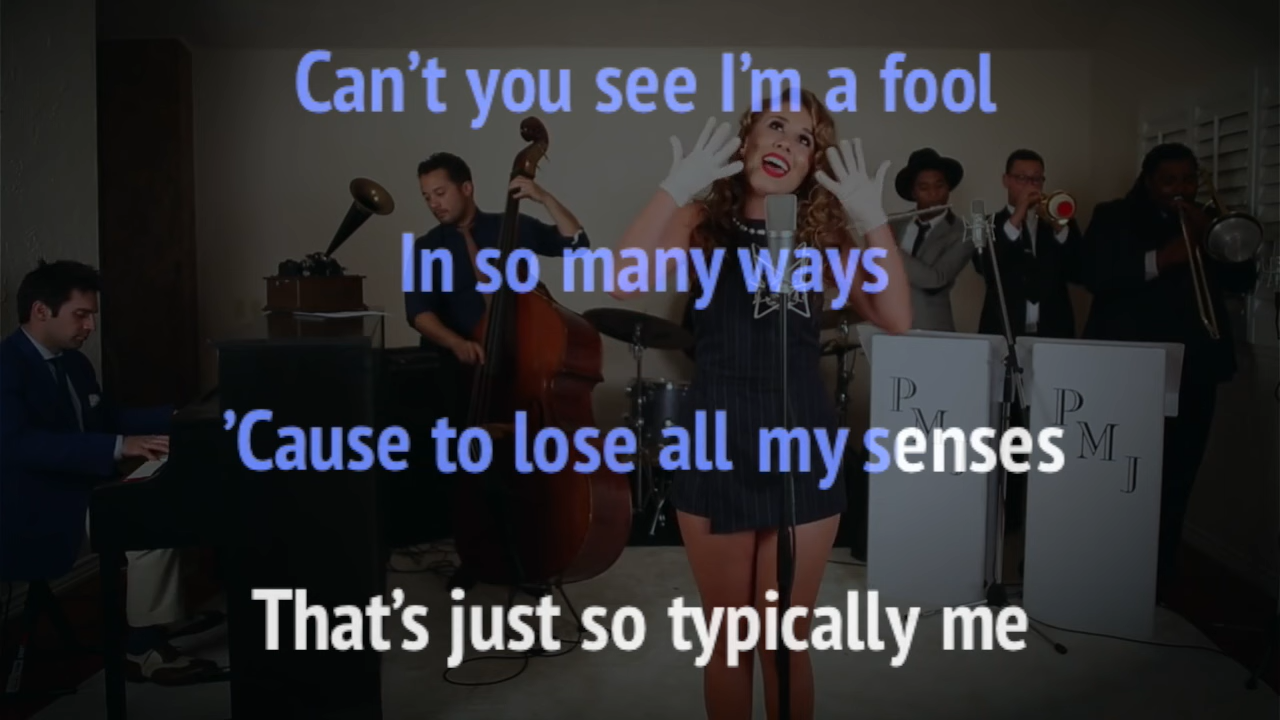 Can’t you see I’m a fool
In so many ways
’Cause to lose all my senses
That’s just so typically me
PMJ
PMJ